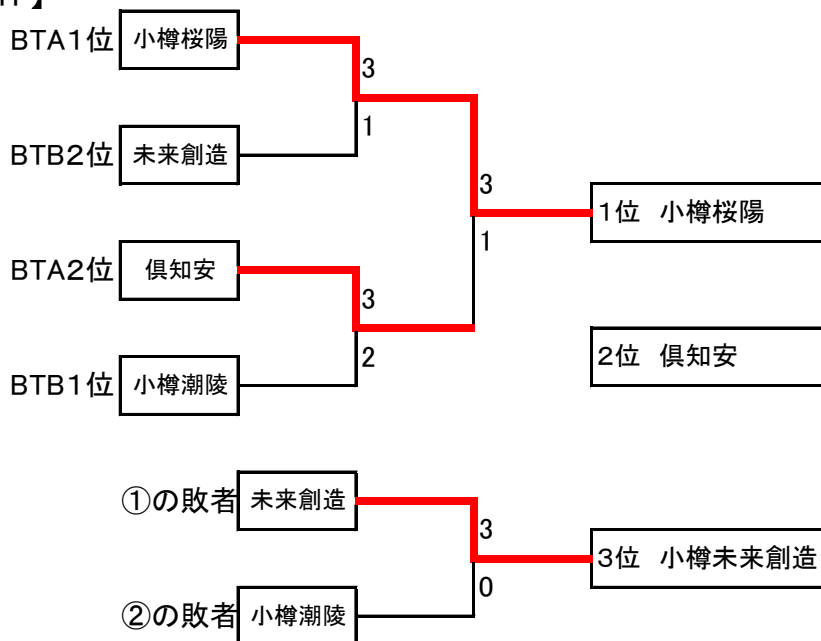 】
BTA1位 小樽桜陽
3
1
BTB2位 未来創造
3
1位 小樽桜陽
1
BTA2位 倶知安
3
2
2位 倶知安
BTB1位 小樽潮陵
①の敗者 未来創造
3
0
3位 小樽未来創造
②の敗者 小樽潮陵